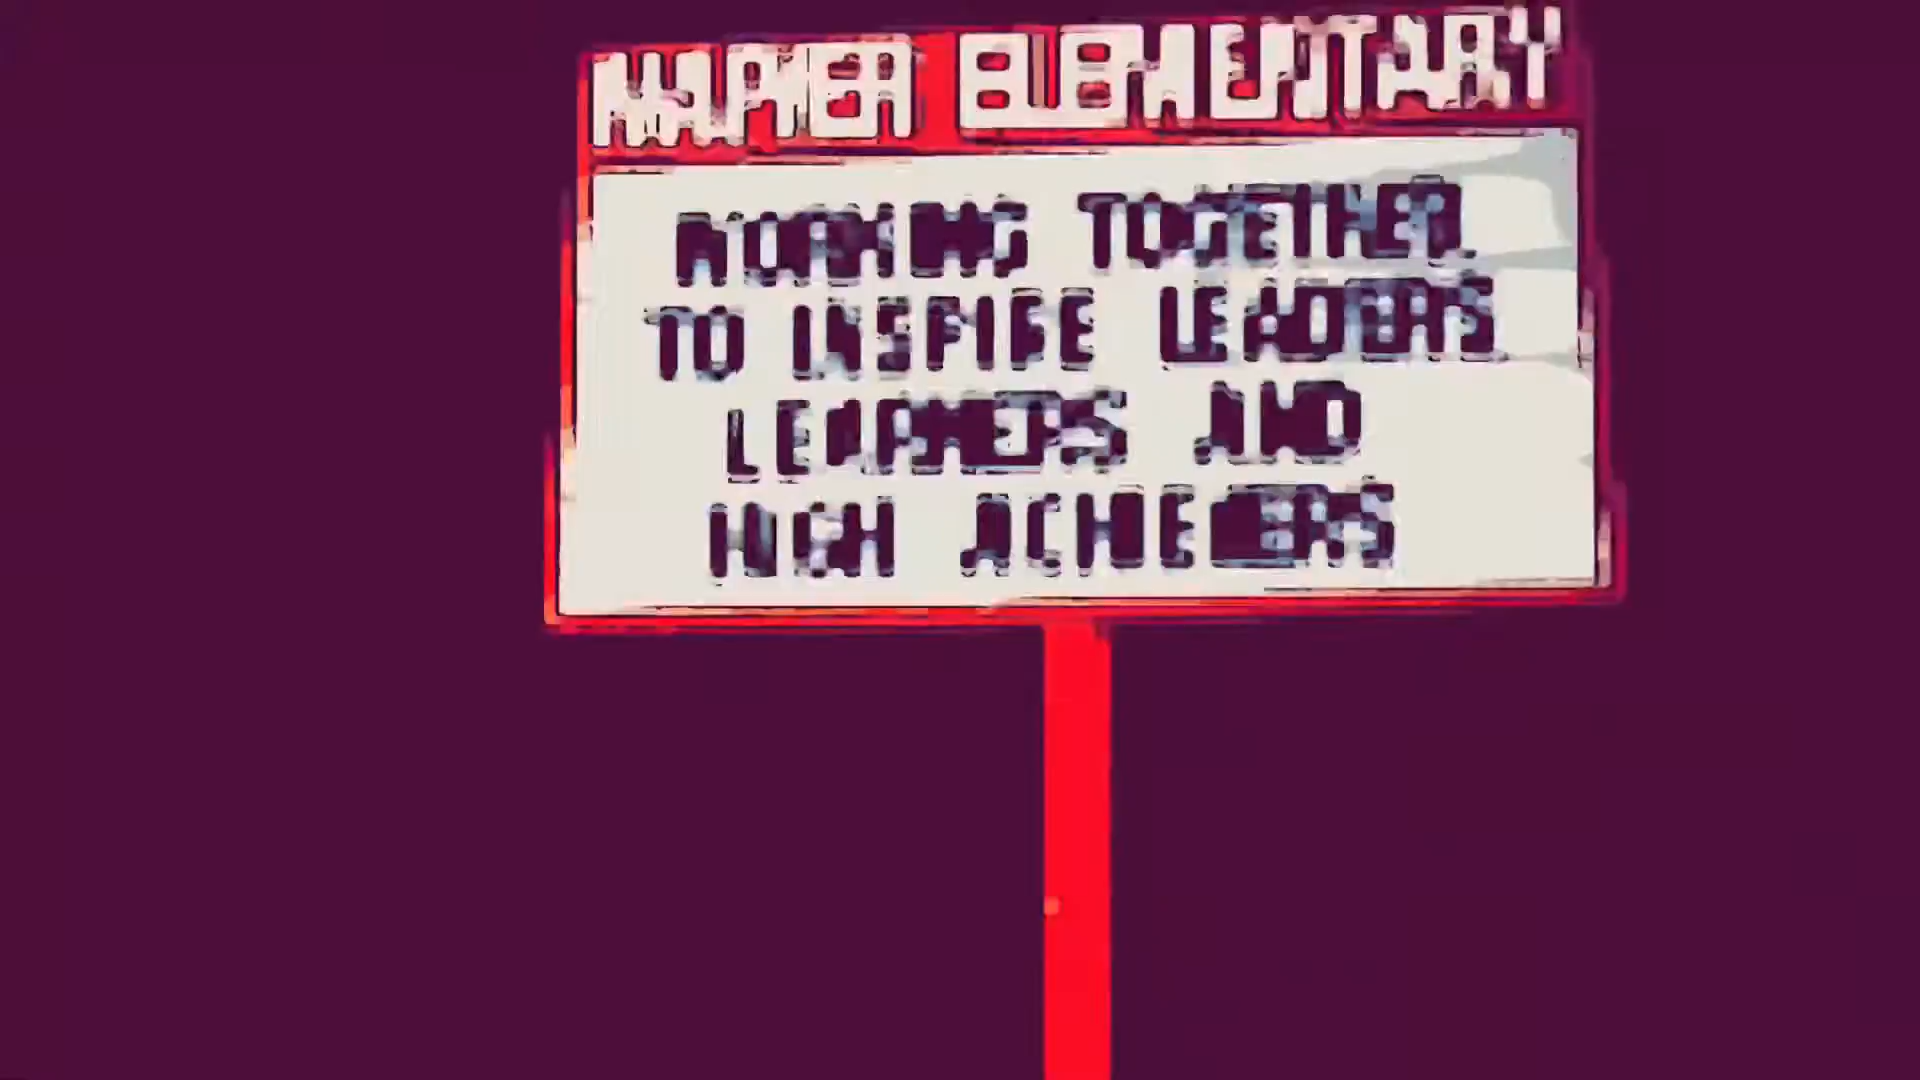 NAPIER ELEMENTARY
WORKING TOGETHER
TO INSPIRE LEADERS
LEARNERS AND
HIGH ACHIEVERS